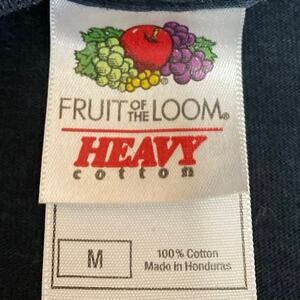 FRUIT OF THE LOOM®
HEAVY
cotton
M
100% Cotton
Made in Honduras